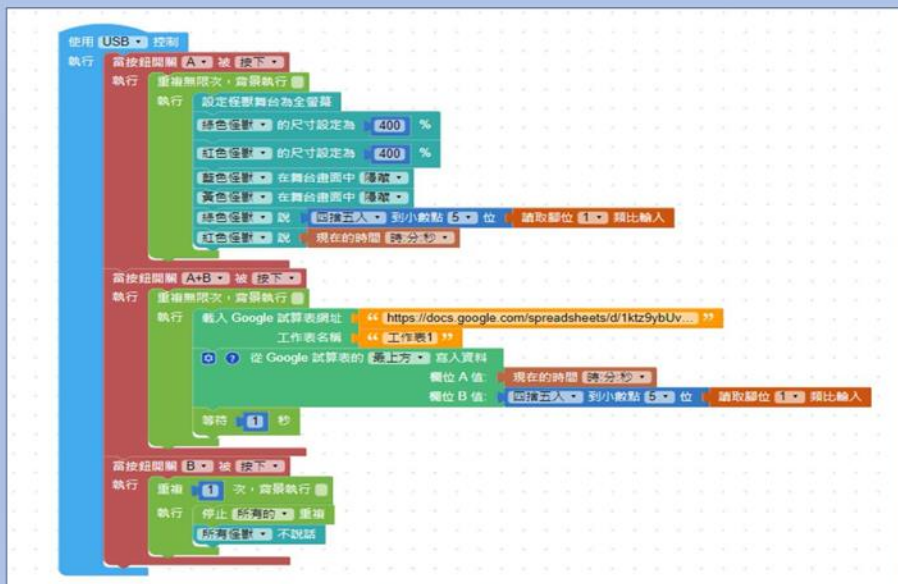 使用 USB 控制
執行 當按鈕開關 A 被 按下
執行 重複無限次，背景執行
執行 設定怪獸舞台為全螢幕
綠色怪獸 的尺寸設定為 400 %
紅色怪獸 的尺寸設定為 400 %
藍色怪獸 在舞台畫面中 隱藏
黃色怪獸 在舞台畫面中 隱藏
綠色怪獸 說 四捨五入 到小數點 5 位 讀取腳位 1 類比輸入
紅色怪獸 說 現在的時間 時:分:秒
當按鈕開關 A+B 被 按下
執行 重複無限次，背景執行
執行 載入 Google 試算表網址 “ https://docs.google.com/spreadsheets/d/1ktz9ybUv... ”
工作表名稱 “ 工作表1 ”
? 從 Google 試算表的 最上方 寫入資料
欄位 A 值: 現在的時間 時:分:秒
欄位 B 值: 四捨五入 到小數點 5 位 讀取腳位 1 類比輸入
等待 1 秒
當按鈕開關 B 被 按下
執行 重複 1 次，背景執行
執行 停止 所有的 重複
所有怪獸 不說話